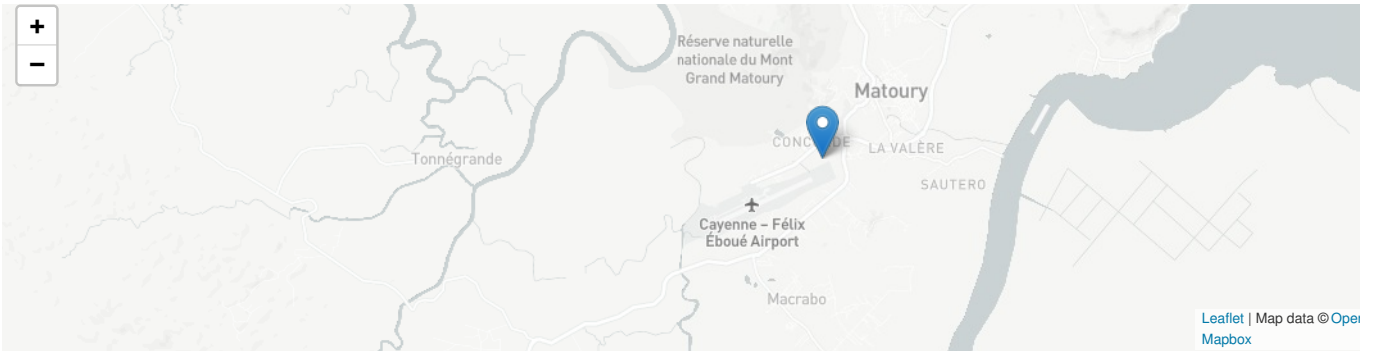 +
−
Réserve naturelle
nationale du Mont
Grand Matoury
Matoury
LA VALÈRE
Tonnégrande
SAUTERO
Cayenne – Félix
Éboué Airport
Macrabo
Leaflet | Map data © Open
Mapbox